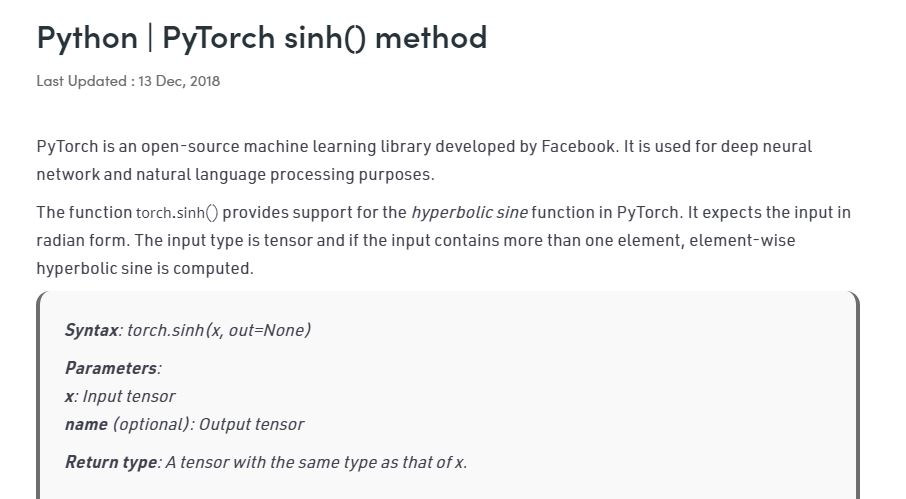 Python | PyTorch sinh() method
Last Updated : 13 Dec, 2018
PyTorch is an open-source machine learning library developed by Facebook. It is used for deep neural
network and natural language processing purposes.
The function torch.sinh() provides support for the hyperbolic sine function in PyTorch. It expects the input in
radian form. The input type is tensor and if the input contains more than one element, element-wise
hyperbolic sine is computed.
Syntax: torch.sinh(x, out=None)
Parameters:
x: Input tensor
name (optional): Output tensor
Return type: A tensor with the same type as that of x.